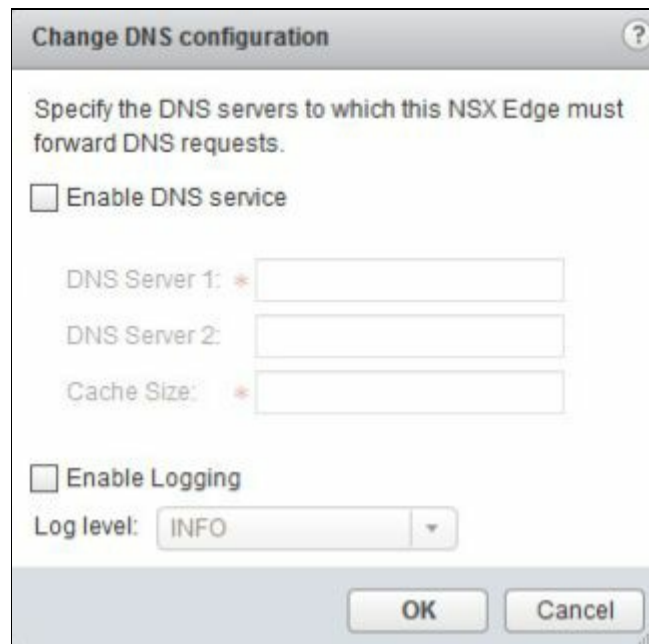 Change DNS configuration
?
Specify the DNS servers to which this NSX Edge must
forward DNS requests.
Enable DNS service
DNS Server 1: *
DNS Server 2:
Cache Size: *
Enable Logging
Log level: INFO
OK Cancel